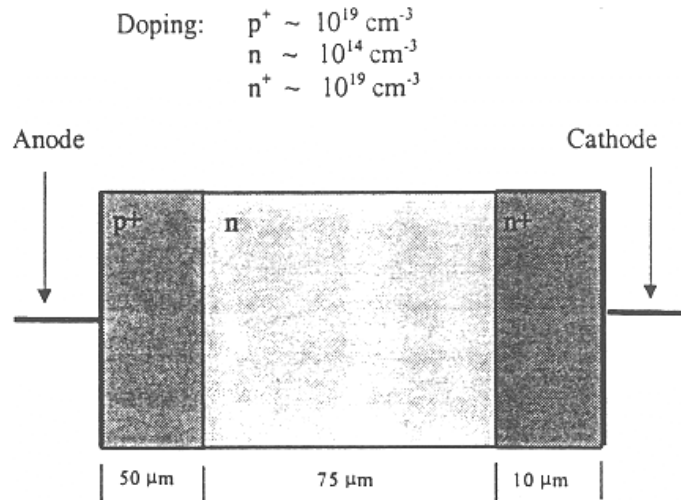 Doping: p⁺ ~ 10¹⁹ cm⁻³
n ~ 10¹⁴ cm⁻³
n⁺ ~ 10¹⁹ cm⁻³
Anode Cathode
p+ n n+
50 μm 75 μm 10 μm